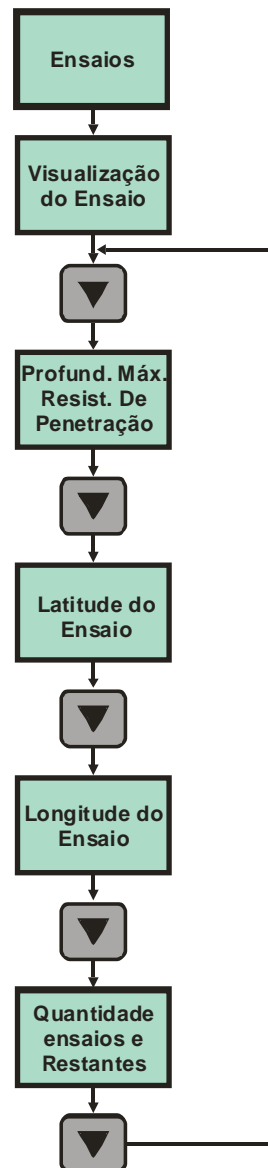 Ensaios
Visualização
do Ensaio
Profund. Máx.
Resist. De
Penetração
Latitude do
Ensaio
Longitude do
Ensaio
Quantidade
ensaios e
Restantes